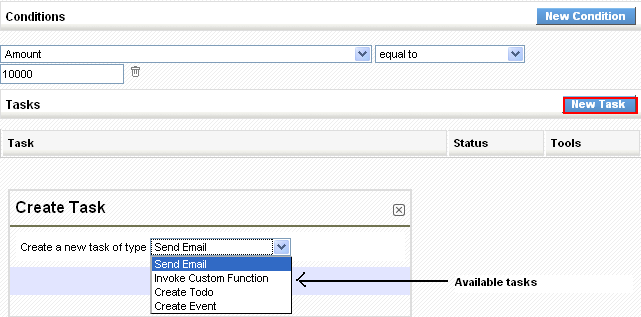 Conditions
New Condition
Amount
equal to
10000
Tasks
New Task
Task
Status
Tools
Create Task
Create a new task of type
Send Email
Send Email
Invoke Custom Function
Create Todo
Create Event
Available tasks